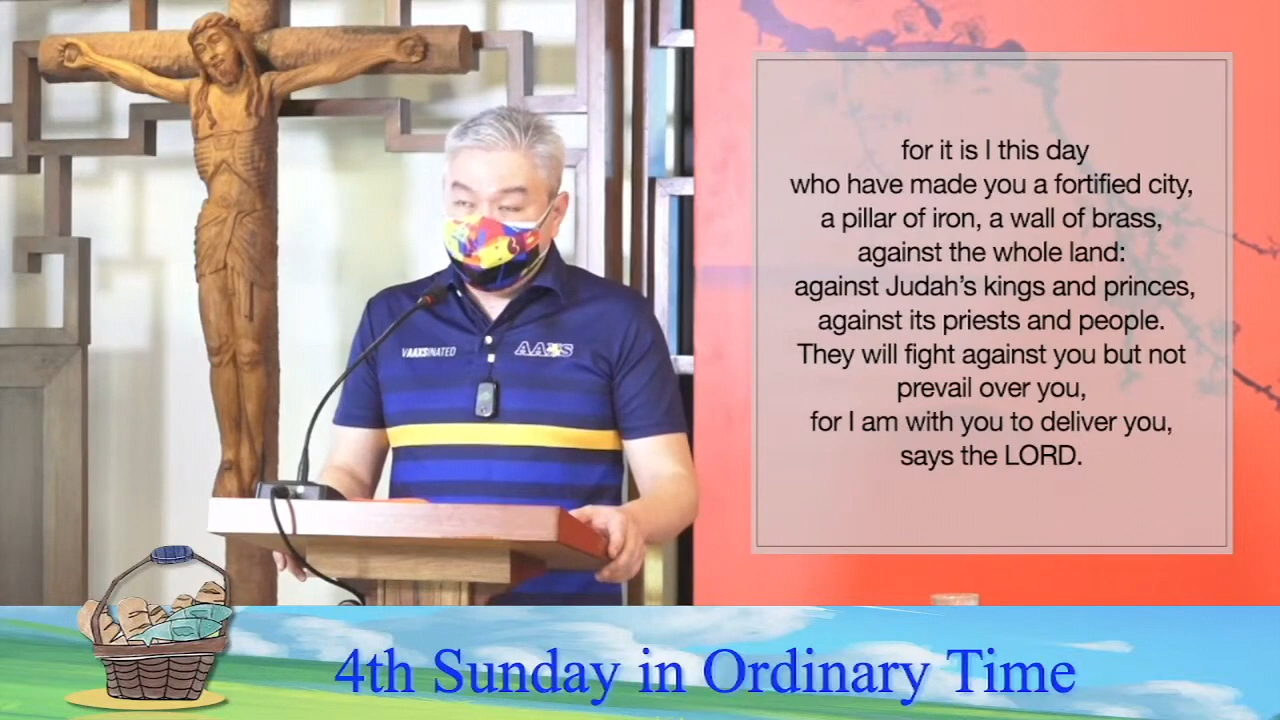 for it is I this day
who have made you a fortified city,
a pillar of iron, a wall of brass,
against the whole land:
against Judah's kings and princes,
against its priests and people.
They will fight against you but not
prevail over you,
for I am with you to deliver you,
says the LORD.
VAAXSINATED
AAXS
4th Sunday in Ordinary Time